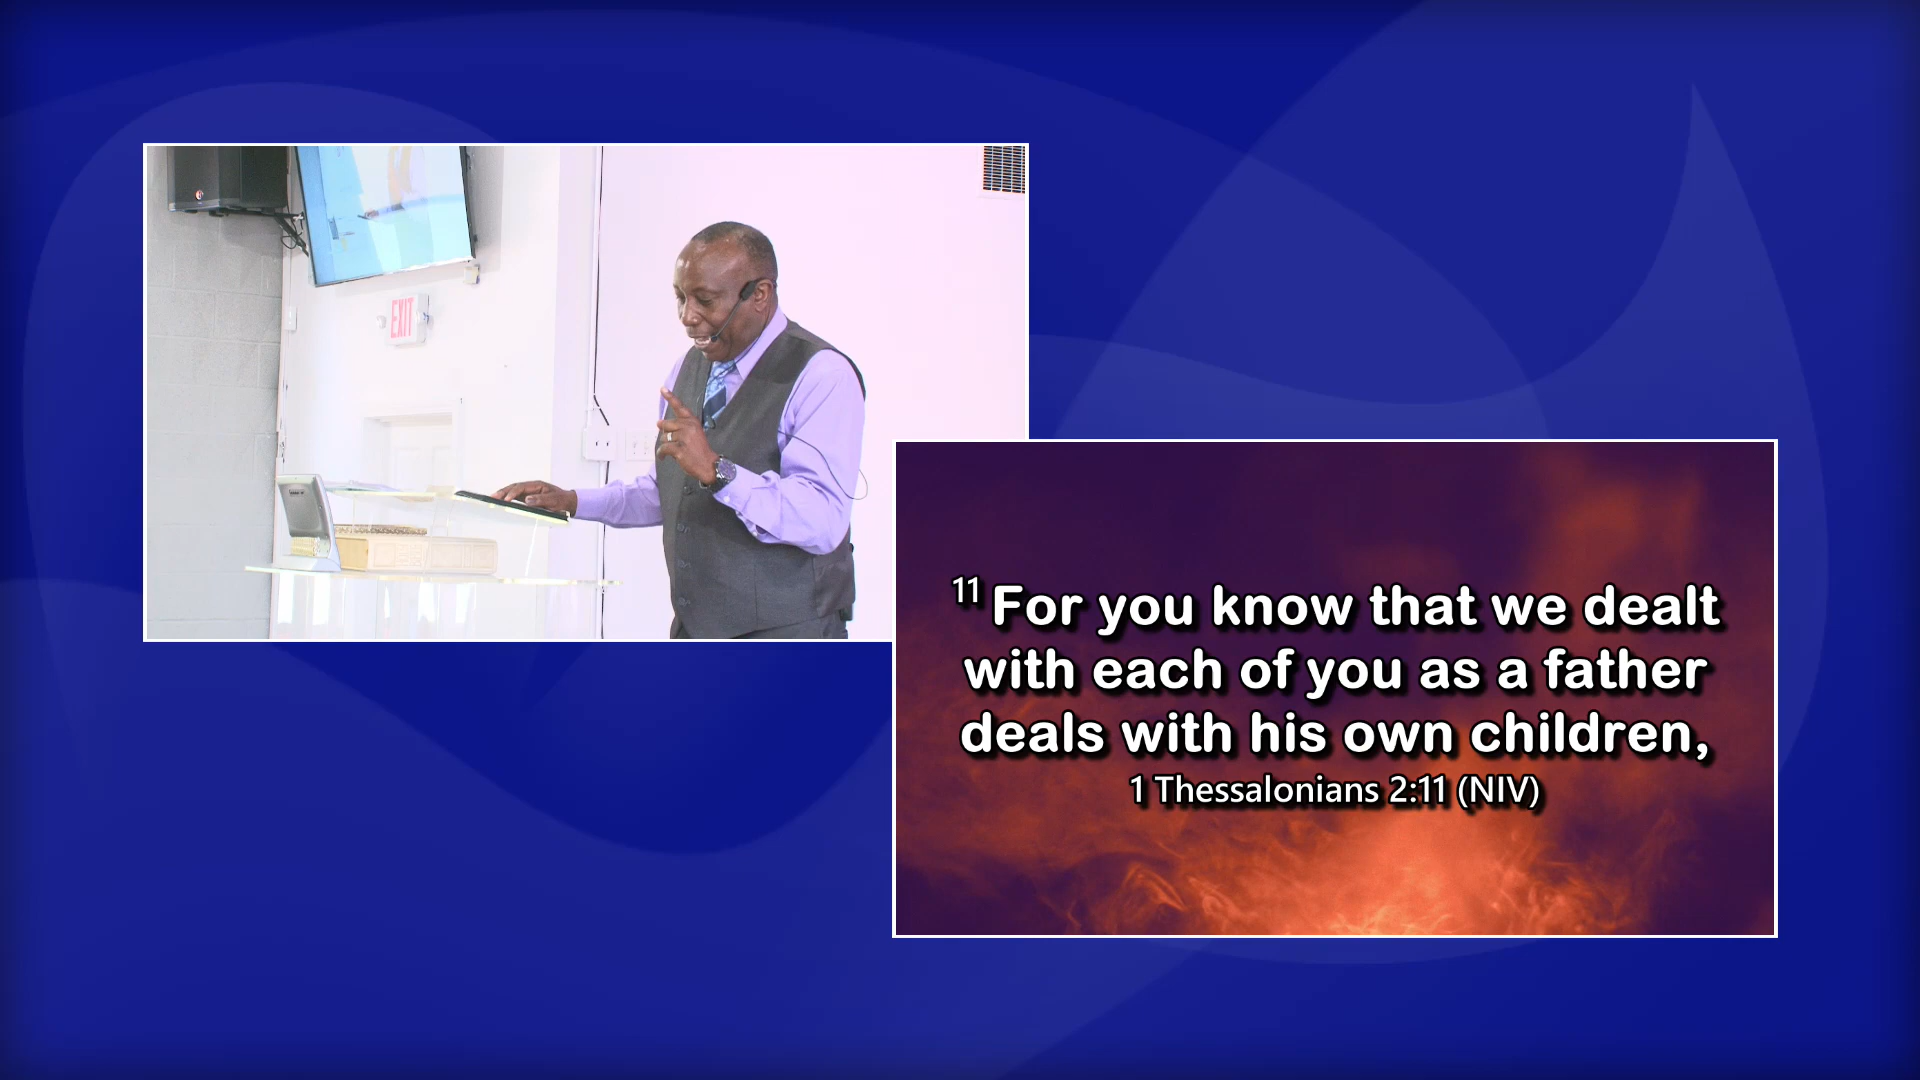 EXIT
11 For you know that we dealt
with each of you as a father
deals with his own children,
1 Thessalonians 2:11 (NIV)